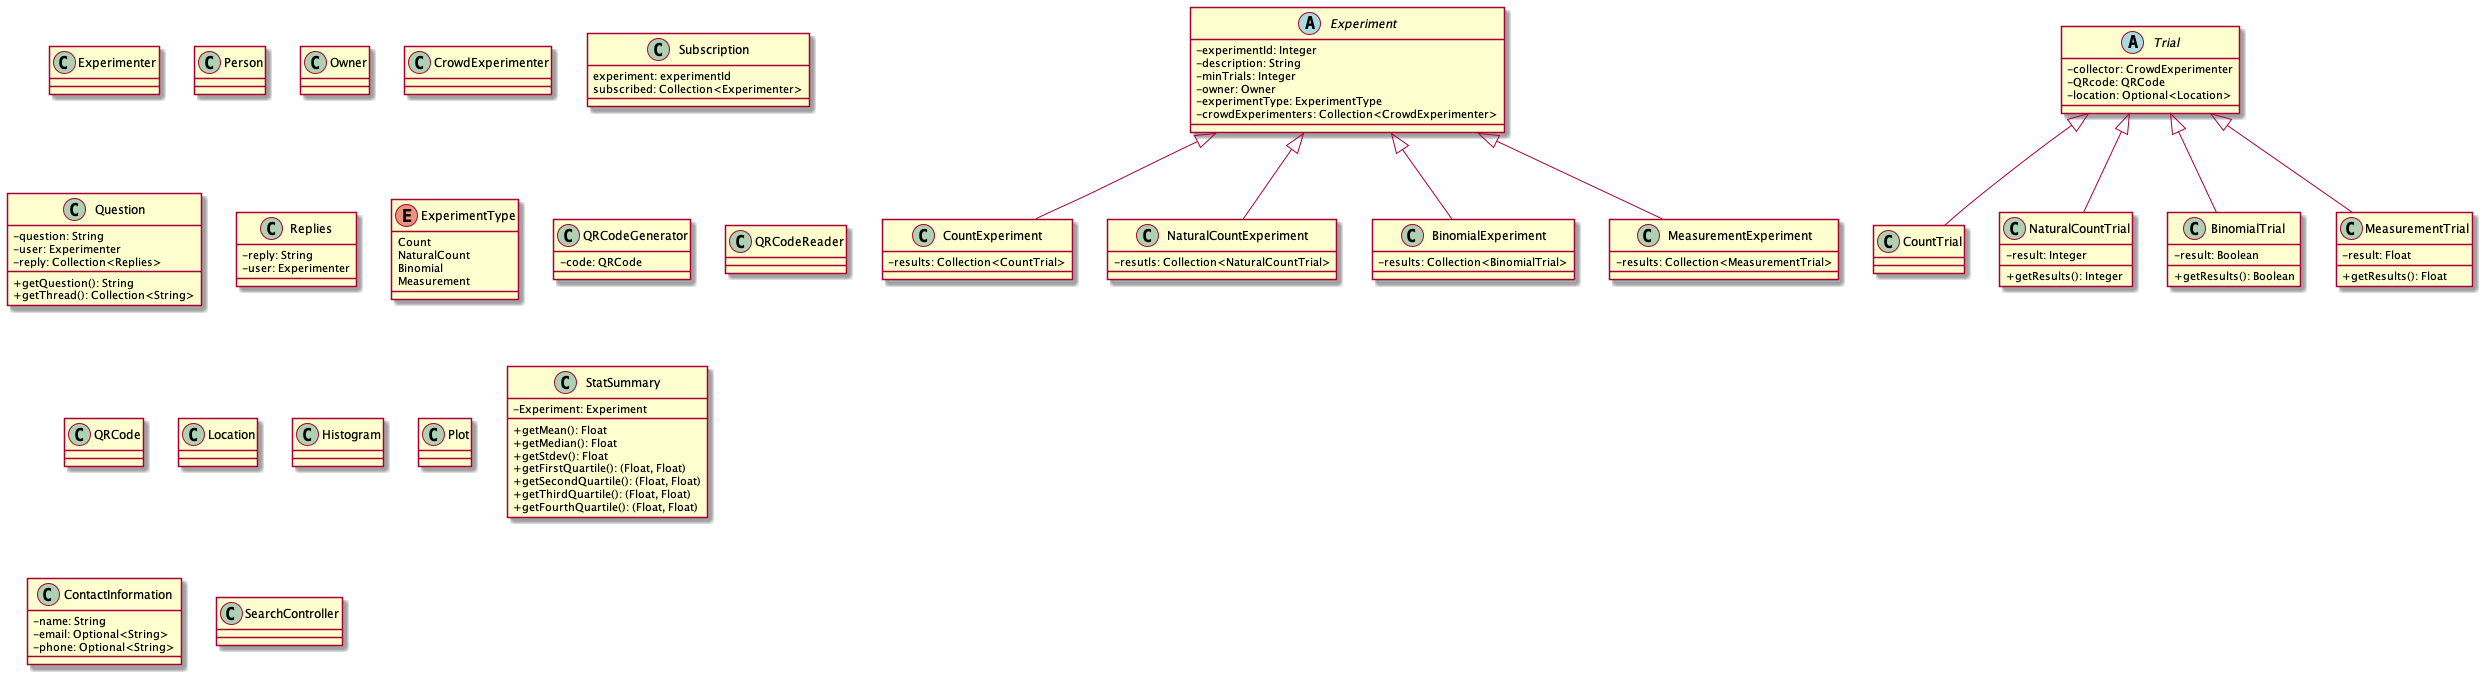 C Experimenter
C Person
C Owner
C CrowdExperimenter
C Subscription
experiment: experimentId
subscribed: Collection<Experimenter>
A Experiment
-experimentId: Integer
-description: String
-minTrials: Integer
-owner: Owner
-experimentType: ExperimentType
-crowdExperimenters: Collection<CrowdExperimenter>
A Trial
-collector: CrowdExperimenter
-QRcode: QRCode
-location: Optional<Location>
C Question
-question: String
-user: Experimenter
-reply: Collection<Replies>
+getQuestion(): String
+getThread(): Collection<String>
C Replies
-reply: String
-user: Experimenter
E ExperimentType
Count
NaturalCount
Binomial
Measurement
C QRCodeGenerator
-code: QRCode
C QRCodeReader
C CountExperiment
-results: Collection<CountTrial>
C NaturalCountExperiment
-resutls: Collection<NaturalCountTrial>
C BinomialExperiment
-results: Collection<BinomialTrial>
C MeasurementExperiment
-results: Collection<MeasurementTrial>
C CountTrial
C NaturalCountTrial
-result: Integer
+getResults(): Integer
C BinomialTrial
-result: Boolean
+getResults(): Boolean
C MeasurementTrial
-result: Float
+getResults(): Float
C QRCode
C Location
C Histogram
C Plot
C StatSummary
-Experiment: Experiment
+getMean(): Float
+getMedian(): Float
+getStdev(): Float
+getFirstQuartile(): (Float, Float)
+getSecondQuartile(): (Float, Float)
+getThirdQuartile(): (Float, Float)
+getFourthQuartile(): (Float, Float)
C ContactInformation
-name: String
-email: Optional<String>
-phone: Optional<String>
C SearchController